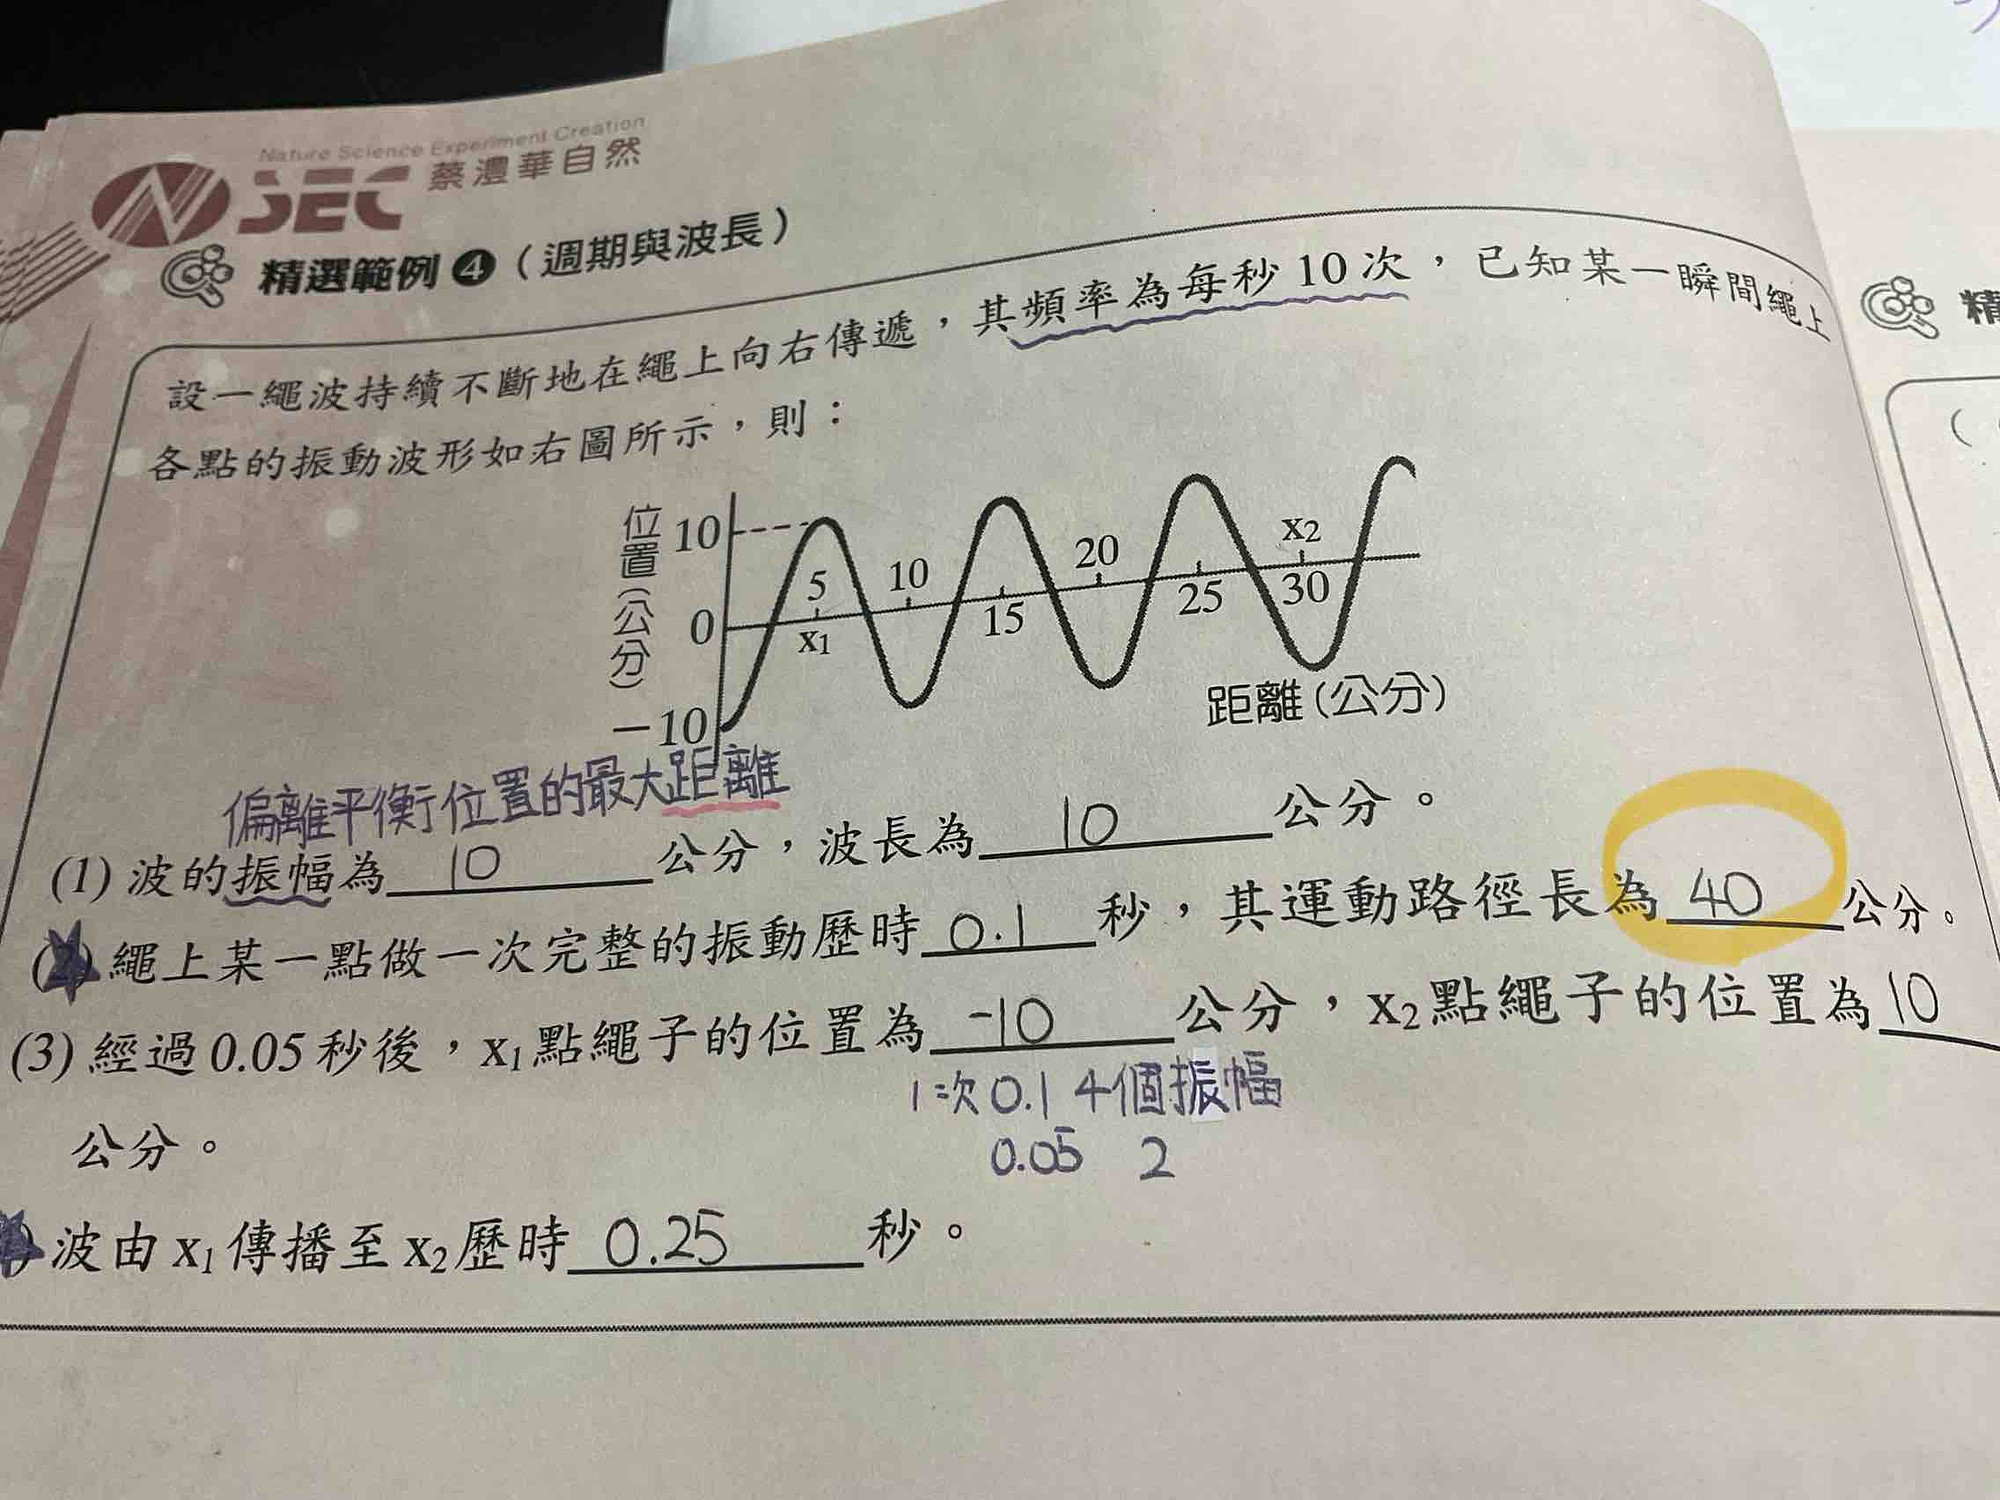 Nature Science Experiment Creation
N SEC 蔡澧華自然
精選範例❹(週期與波長)
設一繩波持續不斷地在繩上向右傳遞,其頻率為每秒10次,已知某一瞬間繩上
各點的振動波形如右圖所示,則:
位置(公分)
10
0
−10
5
x₁
10
15
20
25
x₂
30
距離(公分)
偏離平衡位置的最大距離
(1) 波的振幅為 10 公分,波長為 10 公分。
(2) 繩上某一點做一次完整的振動歷時 0.1 秒,其運動路徑長為 40 公分。
(3) 經過0.05秒後,x₁點繩子的位置為 -10 公分,x₂點繩子的位置為 10
1次 0.1 4個振幅
0.05 2
公分。
) 波由 x₁ 傳播至 x₂ 歷時 0.25 秒。
精
(